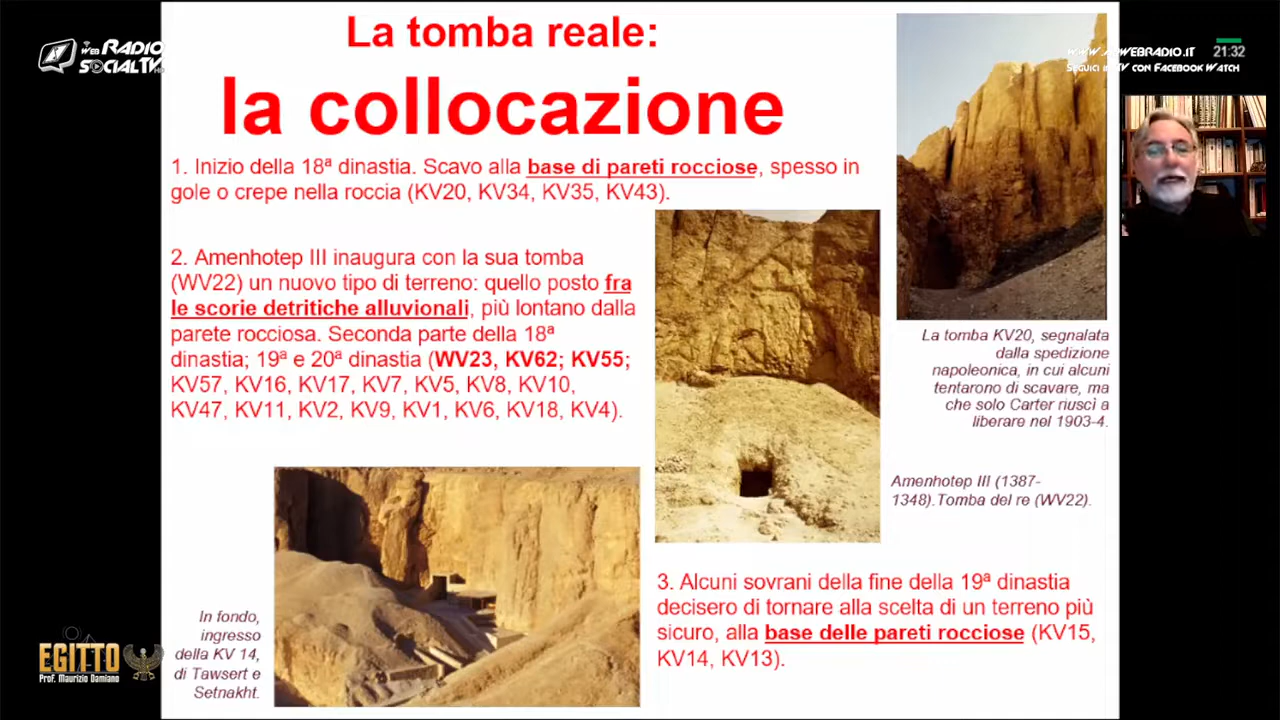 La tomba reale:
la collocazione
1. Inizio della 18ª dinastia. Scavo alla base di pareti rocciose, spesso in
gole o crepe nella roccia (KV20, KV34, KV35, KV43).
2. Amenhotep III inaugura con la sua tomba
(WV22) un nuovo tipo di terreno: quello posto fra
le scorie detritiche alluvionali, più lontano dalla
parete rocciosa. Seconda parte della 18ª
dinastia; 19ª e 20ª dinastia (WV23, KV62; KV55;
KV57, KV16, KV17, KV7, KV5, KV8, KV10,
KV47, KV11, KV2, KV9, KV1, KV6, KV18, KV4).
La tomba KV20, segnalata
dalla spedizione
napoleonica, in cui alcuni
tentarono di scavare, ma
che solo Carter riuscì a
liberare nel 1903-4.
Amenhotep III (1387-
1348).Tomba del re (WV22).
In fondo,
ingresso
della KV 14,
di Tawsert e
Setnakht.
3. Alcuni sovrani della fine della 19ª dinastia
decisero di tornare alla scelta di un terreno più
sicuro, alla base delle pareti rocciose (KV15,
KV14, KV13).
WEB RADIO
SOCIALTV
21:32
Seguici in TV con Facebook Watch
EGITTO
Prof. Maurizio Damiano